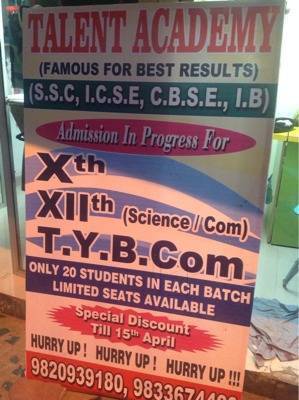 TALENT ACADEMY
(FAMOUS FOR BEST RESULTS)
(S.S.C, I.C.S.E, C.B.S.E., I.B)
Admission In Progress For
Xth
XIIth (Science / Com)
T.Y.B.Com
ONLY 20 STUDENTS IN EACH BATCH
LIMITED SEATS AVAILABLE
Special Discount
Till 15th April
HURRY UP ! HURRY UP ! HURRY UP !!!
9820939180,